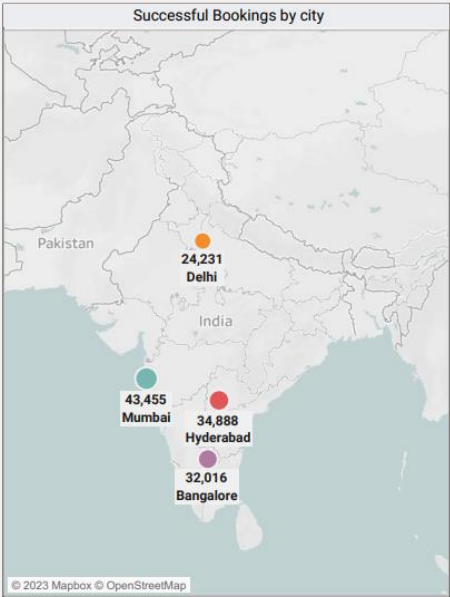 Successful Bookings by city
Pakistan
24,231
Delhi
India
43,455
Mumbai
34,888
Hyderabad
32,016
Bangalore
© 2023 Mapbox © OpenStreetMap